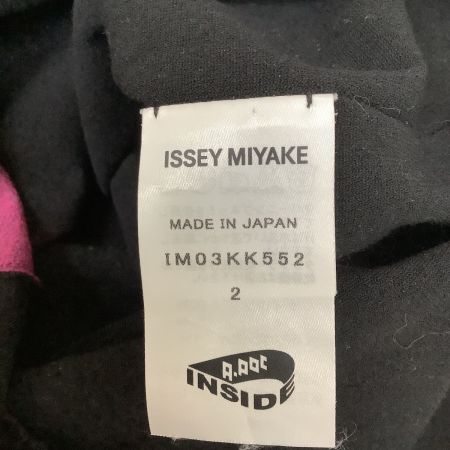 ISSEY MIYAKE
MADE IN JAPAN
IM03KK552
2
A.POC
INSIDE